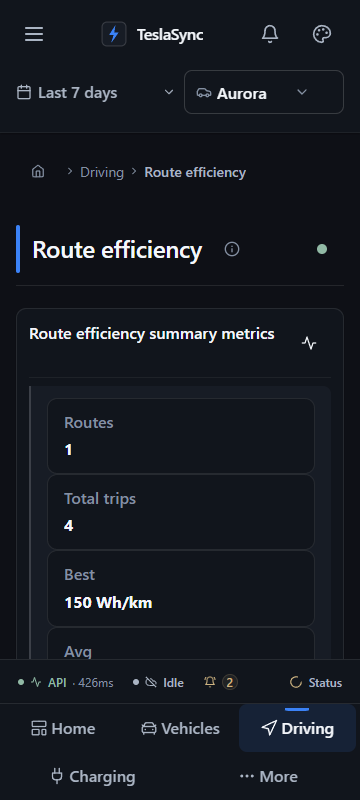 TeslaSync
Last 7 days
Aurora
Driving
Route efficiency
Route efficiency
Route efficiency summary metrics
Routes
1
Total trips
4
Best
150 Wh/km
Avg
API · 426ms
Idle
2
Status
Home
Vehicles
Driving
Charging
More